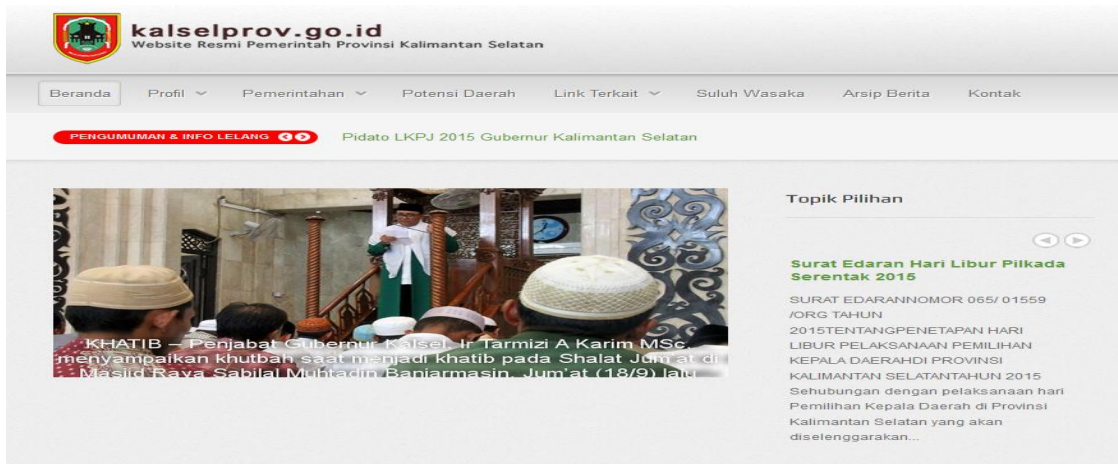 kalselprov.go.id
Website Resmi Pemerintah Provinsi Kalimantan Selatan
Beranda Profil Pemerintahan Potensi Daerah Link Terkait Suluh Wasaka Arsip Berita Kontak
PENGUMUMAN & INFO LELANG Pidato LKPJ 2015 Gubernur Kalimantan Selatan
KHATIB – Penjabat Gubernur Kalsel, Ir Tarmizi A Karim MSc,
menyampaikan khutbah saat menjadi khatib pada Shalat Jum'at di
Masjid Raya Sabilal Muhtadin Banjarmasin, Jum'at (18/9) lalu
Topik Pilihan
Surat Edaran Hari Libur Pilkada
Serentak 2015
SURAT EDARANNOMOR 065/ 01559
/ORG TAHUN
2015TENTANGPENETAPAN HARI
LIBUR PELAKSANAAN PEMILIHAN
KEPALA DAERAHDI PROVINSI
KALIMANTAN SELATANTAHUN 2015
Sehubungan dengan pelaksanaan hari
Pemilihan Kepala Daerah di Provinsi
Kalimantan Selatan yang akan
diselenggarakan...